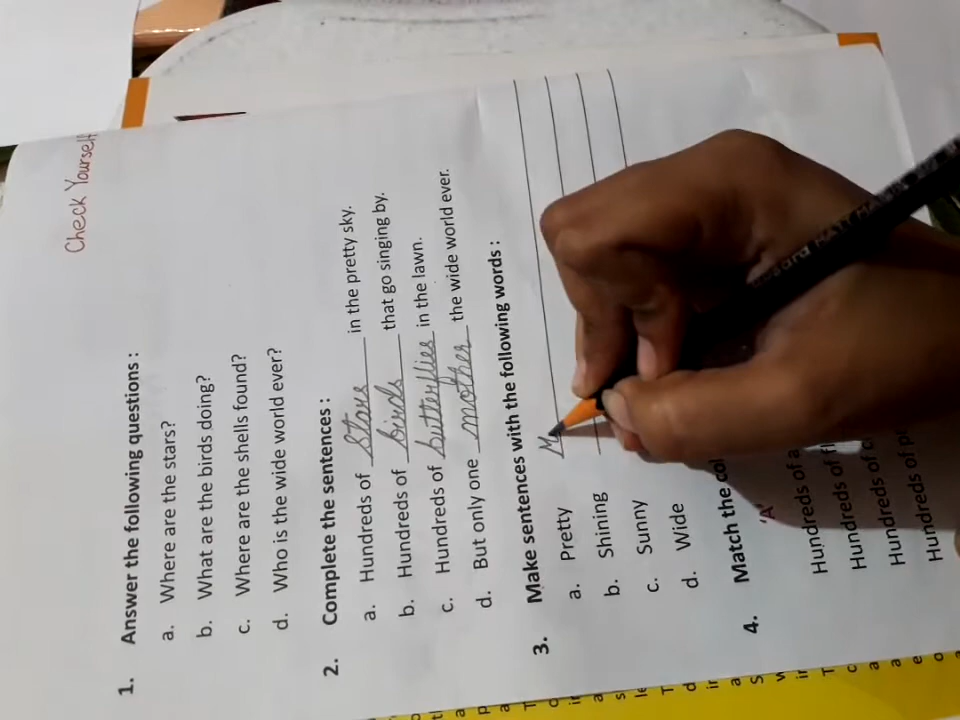 Check Yourself
1. Answer the following questions :
a. Where are the stars?
b. What are the birds doing?
c. Where are the shells found?
d. Who is the wide world ever?
2. Complete the sentences :
a. Hundreds of stars in the pretty sky.
b. Hundreds of birds that go singing by.
c. Hundreds of butterflies in the lawn.
d. But only one mother the wide world ever.
3. Make sentences with the following words :
a. Pretty
b. Shining
c. Sunny
d. Wide
4. Match the
'A'
Hundreds of
Hundreds of
Hundreds of
Hundreds of